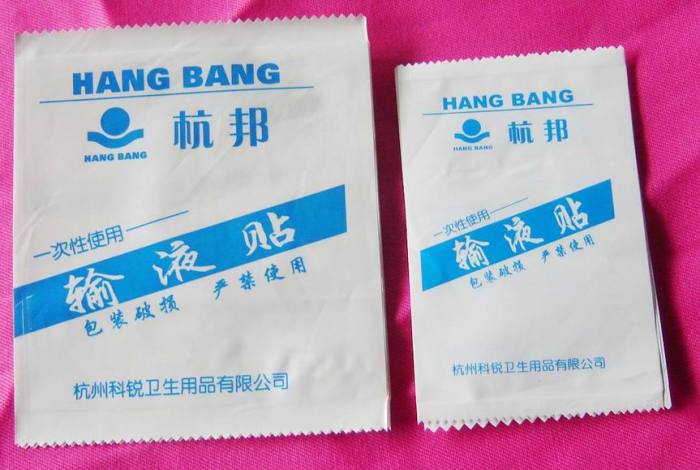 HANG BANG
HANG BANG
杭邦
一次性使用
输液贴
包装破损 严禁使用
杭州科锐卫生用品有限公司
HANG BANG
HANG BANG
杭邦
一次性使用
输液贴
包装破损 严禁使用
杭州科锐卫生用品有限公司